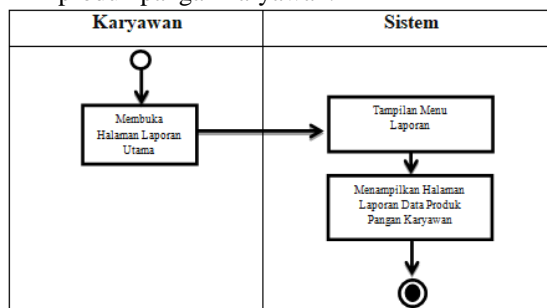 Karyawan
Sistem
Membuka
Halaman Laporan
Utama
Tampilan Menu
Laporan
Menampilkan Halaman
Laporan Data Produk
Pangan Karyawan